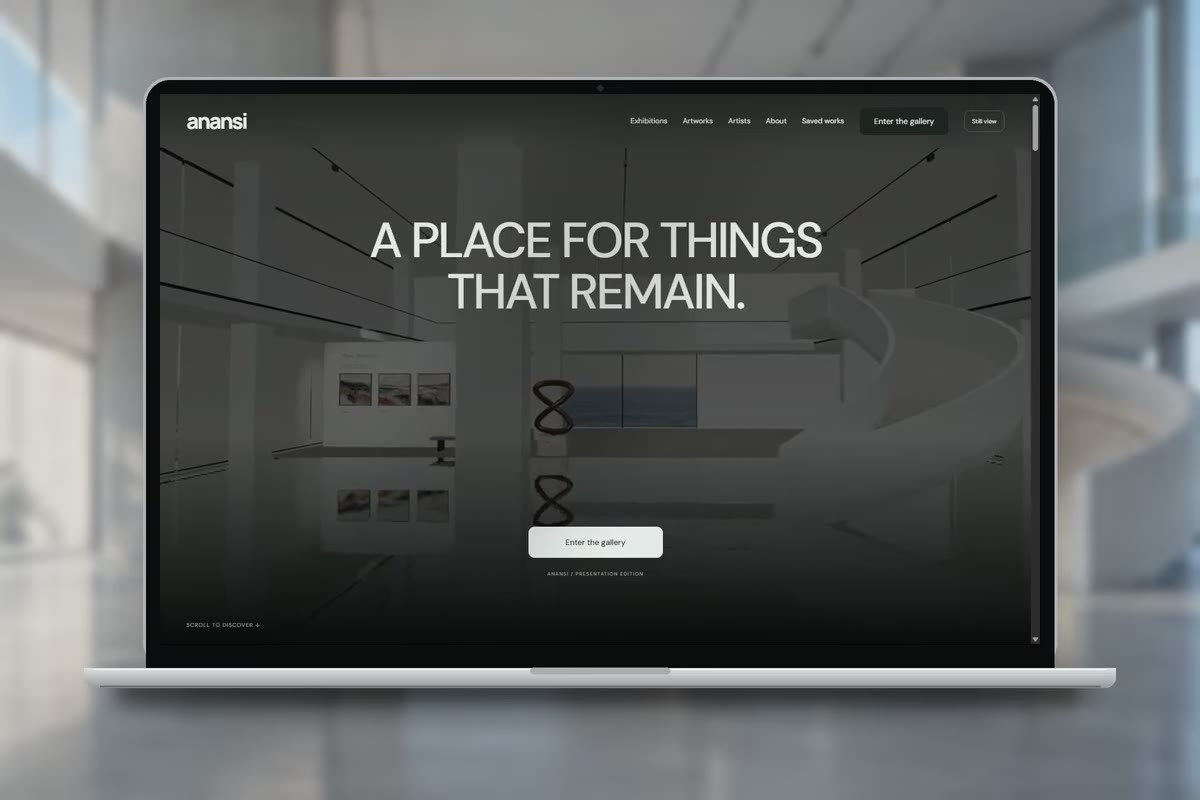 anansi
Exhibitions Artworks Artists About Saved works Enter the gallery Still view
A PLACE FOR THINGS
THAT REMAIN.
Enter the gallery
ANANSI / PRESENTATION EDITION
SCROLL TO DISCOVER ↓